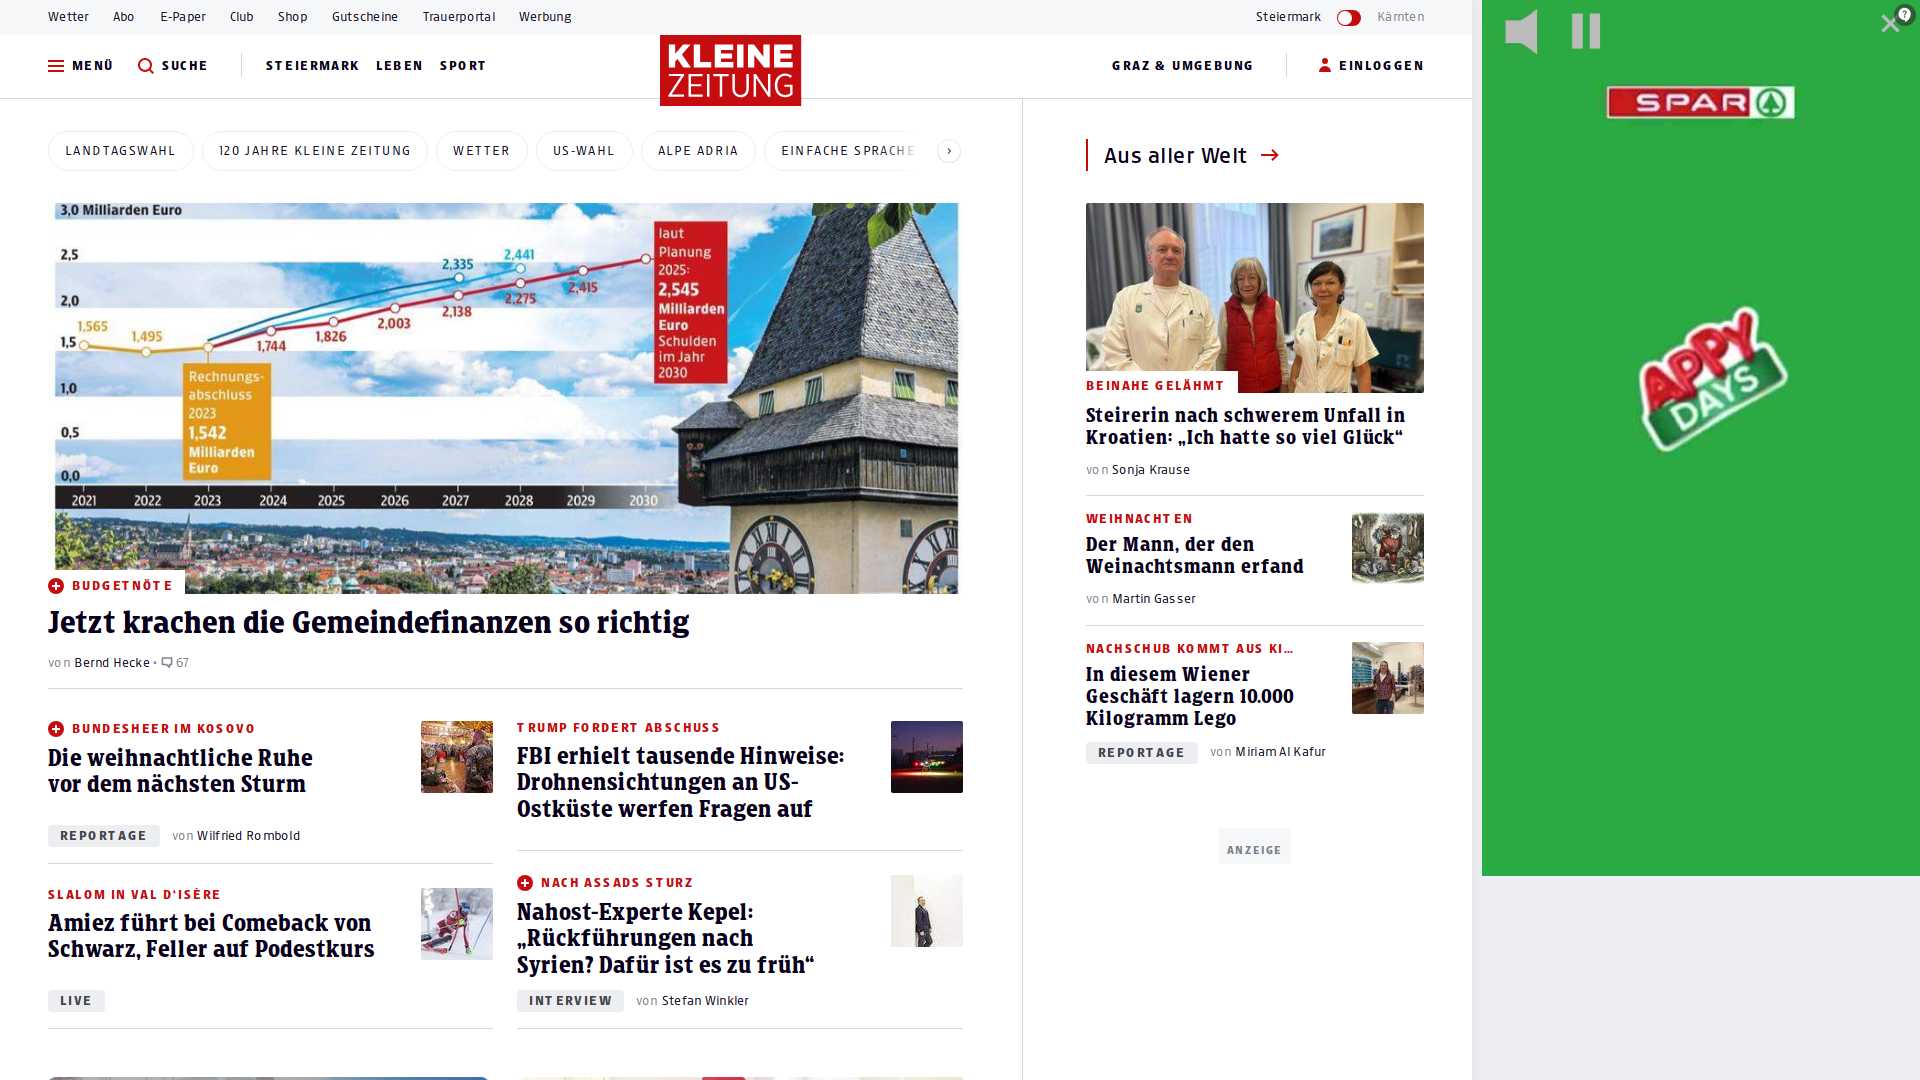 Wetter Abo E-Paper Club Shop Gutscheine Trauerportal Werbung
Steiermark Kärnten
MENÜ SUCHE STEIERMARK LEBEN SPORT
KLEINE
ZEITUNG
GRAZ & UMGEBUNG EINLOGGEN
LANDTAGSWAHL 120 JAHRE KLEINE ZEITUNG WETTER US-WAHL ALPE ADRIA EINFACHE SPRACHE
3,0 Milliarden Euro
2,5
2,0
1,5
1,0
0,5
0,0
1,565
1,495
1,744
1,826
2,003
2,138
2,275
2,415
2,335
2,441
Rechnungs-
abschluss
2023
1,542
Milliarden
Euro
laut
Planung
2025:
2,545
Milliarden
Euro
Schulden
im Jahr
2030
2021 2022 2023 2024 2025 2026 2027 2028 2029 2030
BUDGETNÖTE
Jetzt krachen die Gemeindefinanzen so richtig
von Bernd Hecke • 67
BUNDESHEER IM KOSOVO
Die weihnachtliche Ruhe
vor dem nächsten Sturm
REPORTAGE von Wilfried Rombold
TRUMP FORDERT ABSCHUSS
FBI erhielt tausende Hinweise:
Drohnensichtungen an US-
Ostküste werfen Fragen auf
SLALOM IN VAL D'ISÈRE
Amiez führt bei Comeback von
Schwarz, Feller auf Podestkurs
LIVE
NACH ASSADS STURZ
Nahost-Experte Kepel:
„Rückführungen nach
Syrien? Dafür ist es zu früh“
INTERVIEW von Stefan Winkler
Aus aller Welt
BEINAHE GELÄHMT
Steirerin nach schwerem Unfall in
Kroatien: „Ich hatte so viel Glück“
von Sonja Krause
WEIHNACHTEN
Der Mann, der den
Weinachtsmann erfand
von Martin Gasser
NACHSCHUB KOMMT AUS KI...
In diesem Wiener
Geschäft lagern 10.000
Kilogramm Lego
REPORTAGE von Miriam Al Kafur
ANZEIGE
SPAR
APPY
DAYS